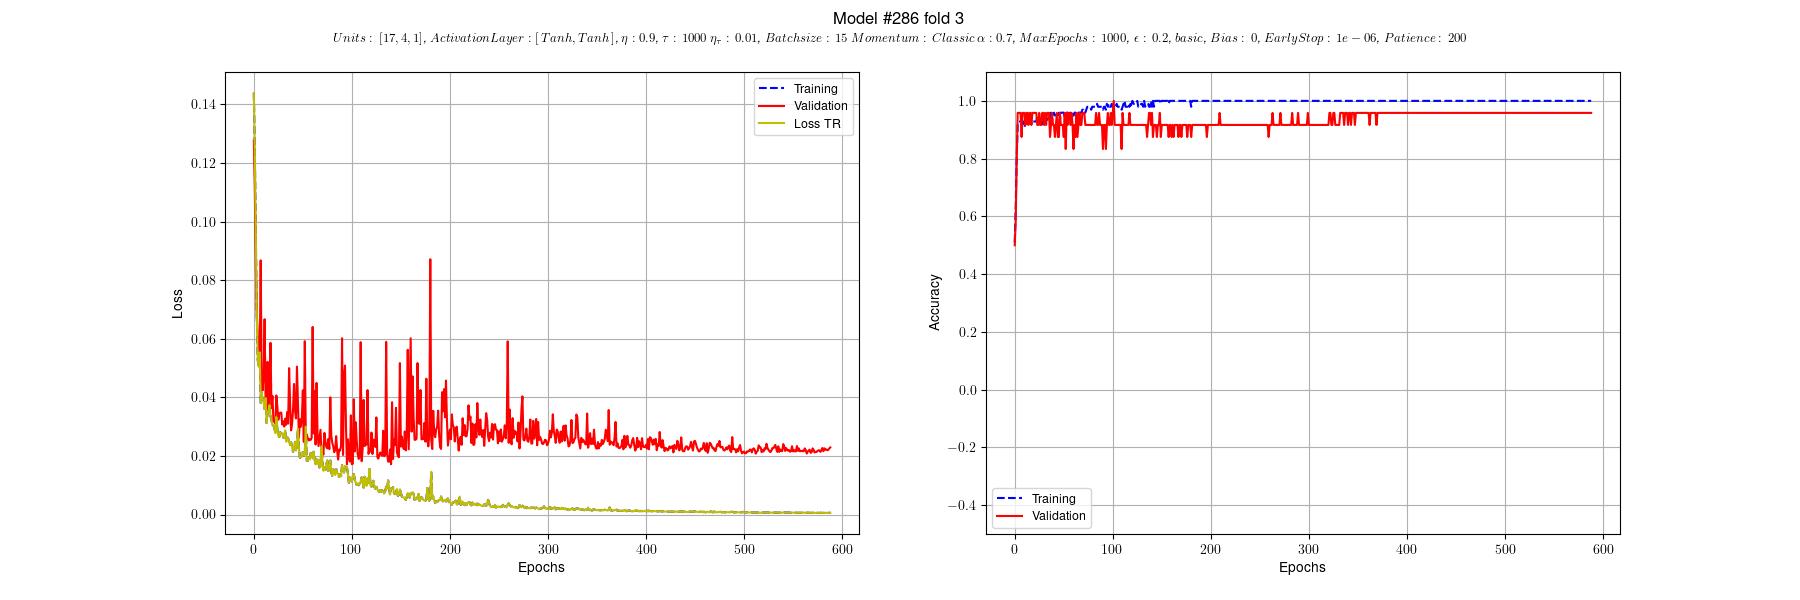 Model #286 fold 3
Units : [17, 4, 1], ActivationLayer : [Tanh, Tanh], η : 0.9, τ : 1000 ητ : 0.01, Batchsize : 15 Momentum : Classic α : 0.7, MaxEpochs : 1000, ϵ : 0.2, basic, Bias : 0, EarlyStop : 1e − 06, Patience : 200
Training
Validation
Loss TR
0.14
0.12
0.10
0.08
0.06
0.04
0.02
0.00
Loss
0 100 200 300 400 500 600
Epochs
1.0
0.8
0.6
0.4
0.2
0.0
−0.2
−0.4
Accuracy
Training
Validation
0 100 200 300 400 500 600
Epochs